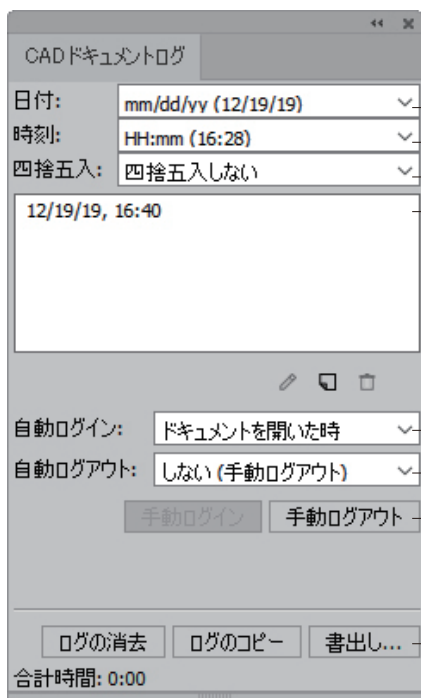 CADドキュメントログ
日付: mm/dd/yy (12/19/19)
時刻: HH:mm (16:28)
四捨五入: 四捨五入しない
12/19/19, 16:40
自動ログイン: ドキュメントを開いた時
自動ログアウト: しない (手動ログアウト)
手動ログイン 手動ログアウト
ログの消去 ログのコピー 書出し...
合計時間: 0:00